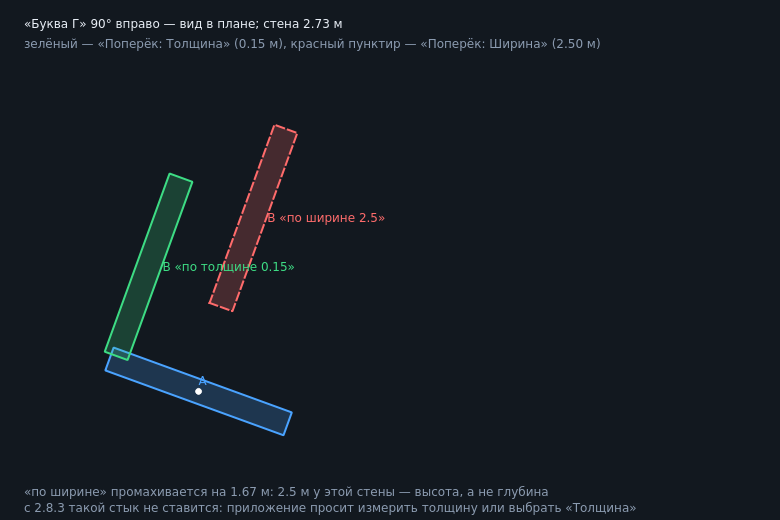 «Буква Г» 90° вправо — вид в плане; стена 2.73 м
зелёный — «Поперёк: Толщина» (0.15 м), красный пунктир — «Поперёк: Ширина» (2.50 м)
B «по ширине 2.5»
B «по толщине 0.15»
A
«по ширине» промахивается на 1.67 м: 2.5 м у этой стены — высота, а не глубина
с 2.8.3 такой стык не ставится: приложение просит измерить толщину или выбрать «Толщина»